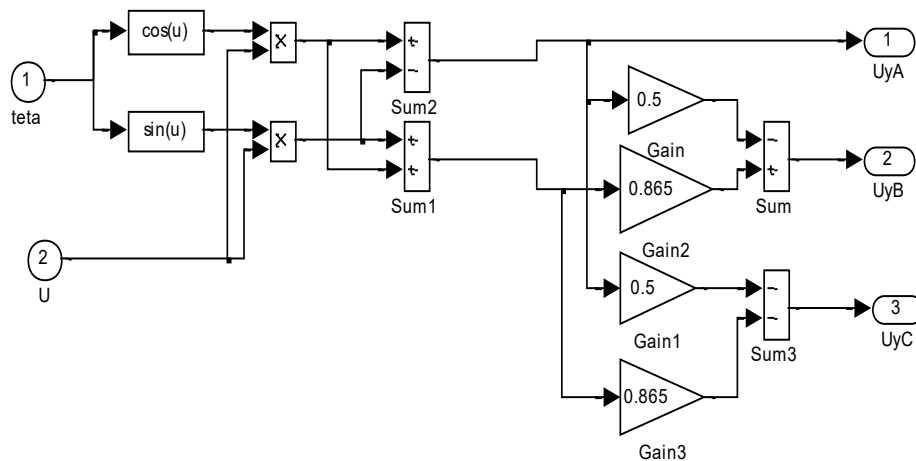 cos(u)
×
+
-
Sum2
1
UyA
1
teta
0.5
Gain
sin(u)
×
+
+
Sum1
-
+
Sum
2
UyB
0.865
Gain2
2
U
0.5
Gain1
-
-
Sum3
3
UyC
0.865
Gain3